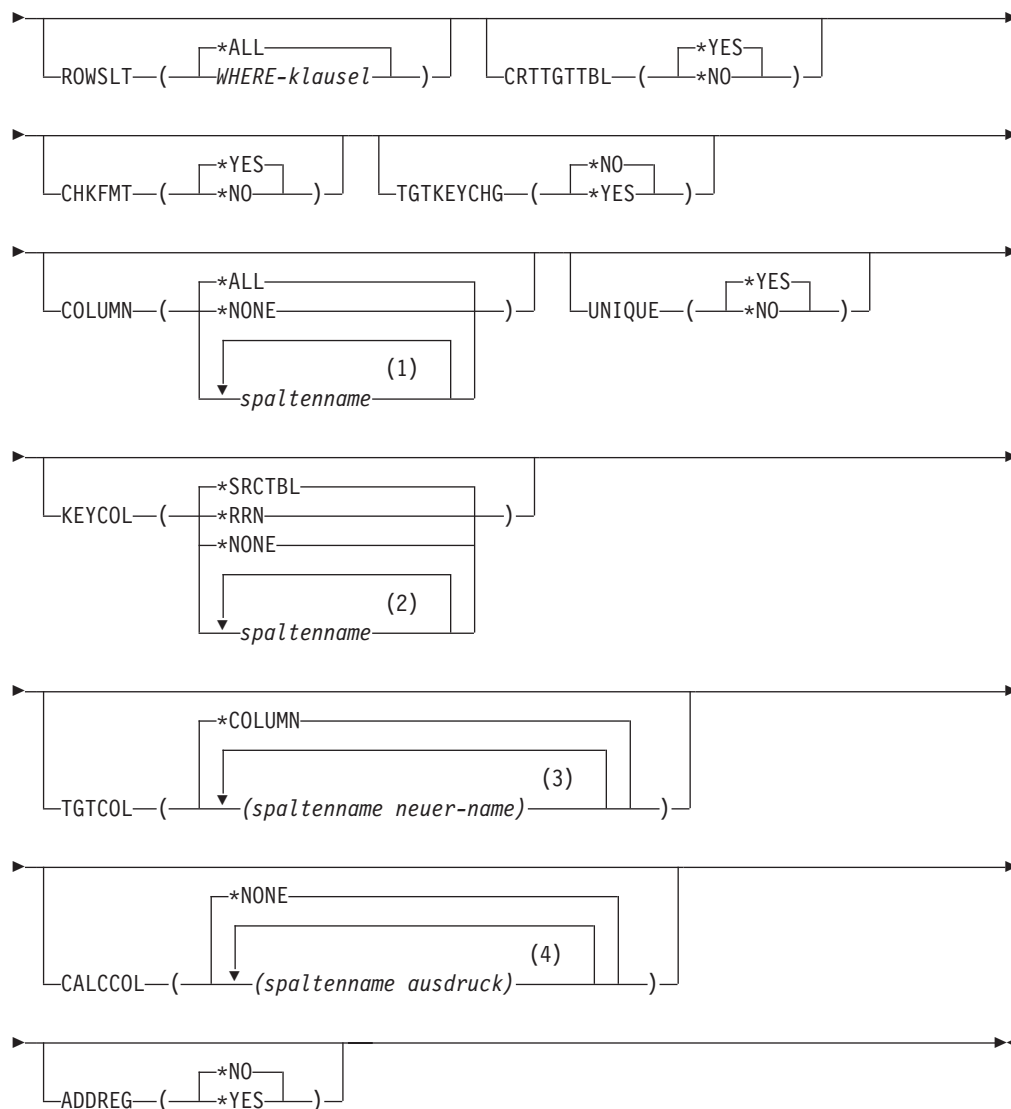 *ALL *YES
ROWSLT ( WHERE-klausel ) CRTTGTTBL ( *NO )
*YES *NO
CHKFMT ( *NO ) TGTKEYCHG ( *YES )
*ALL *YES
COLUMN ( *NONE ) UNIQUE ( *NO )
(1)
spaltenname
*SRCTBL
KEYCOL ( *RRN )
*NONE
(2)
spaltenname
*COLUMN
(3)
TGTCOL ( (spaltenname neuer-name) )
*NONE
(4)
CALCCOL ( (spaltenname ausdruck) )
*NO
ADDREG ( *YES )